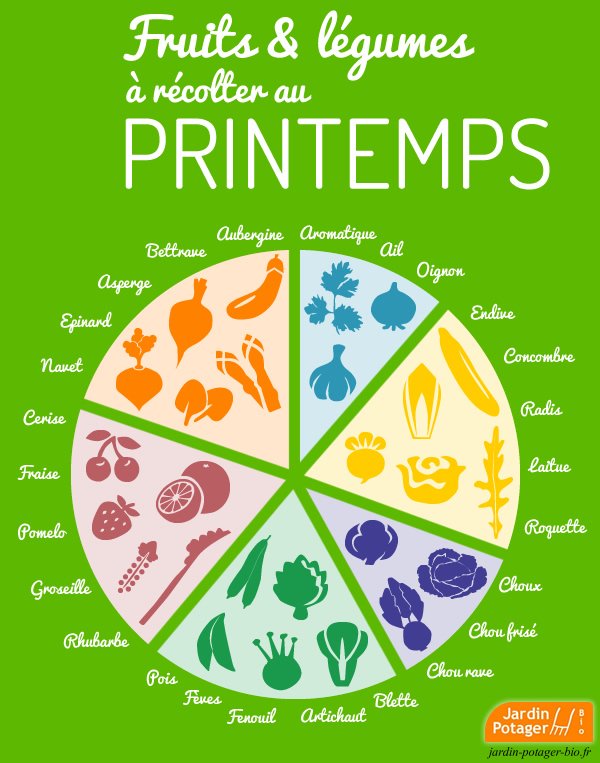 Fruits & légumes
à récolter au
PRINTEMPS
Aromatique
Ail
Oignon
Endive
Concombre
Radis
Laitue
Roquette
Choux
Chou frisé
Chou rave
Blette
Artichaut
Fenouil
Fèves
Pois
Rhubarbe
Groseille
Pomelo
Fraise
Cerise
Navet
Epinard
Asperge
Bettrave
Aubergine
Jardin
Potager
Bio
jardin-potager-bio.fr